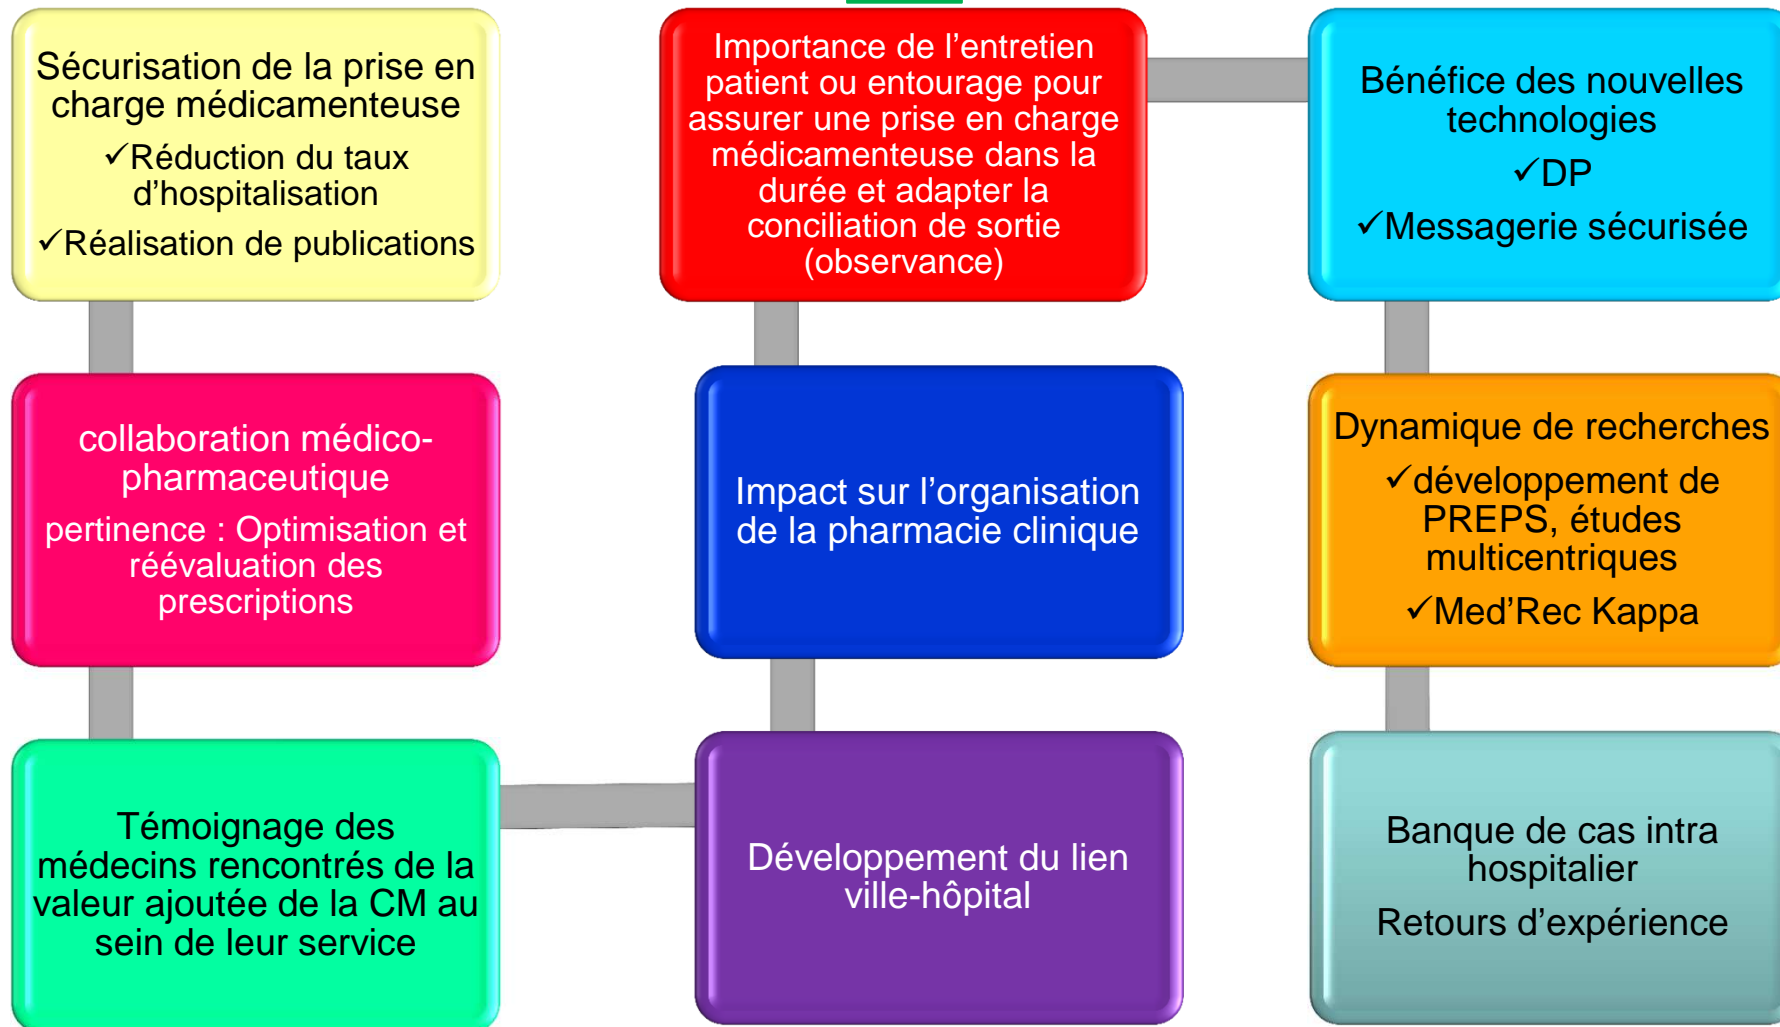 Sécurisation de la prise en
charge médicamenteuse
✓Réduction du taux
d’hospitalisation
✓Réalisation de publications
collaboration médico-
pharmaceutique
pertinence : Optimisation et
réévaluation des
prescriptions
Témoignage des
médecins rencontrés de la
valeur ajoutée de la CM au
sein de leur service
Développement du lien
ville-hôpital
Impact sur l’organisation
de la pharmacie clinique
Importance de l’entretien
patient ou entourage pour
assurer une prise en charge
médicamenteuse dans la
durée et adapter la
conciliation de sortie
(observance)
Bénéfice des nouvelles
technologies
✓DP
✓Messagerie sécurisée
Dynamique de recherches
✓développement de
PREPS, études
multicentriques
✓Med’Rec Kappa
Banque de cas intra
hospitalier
Retours d’expérience